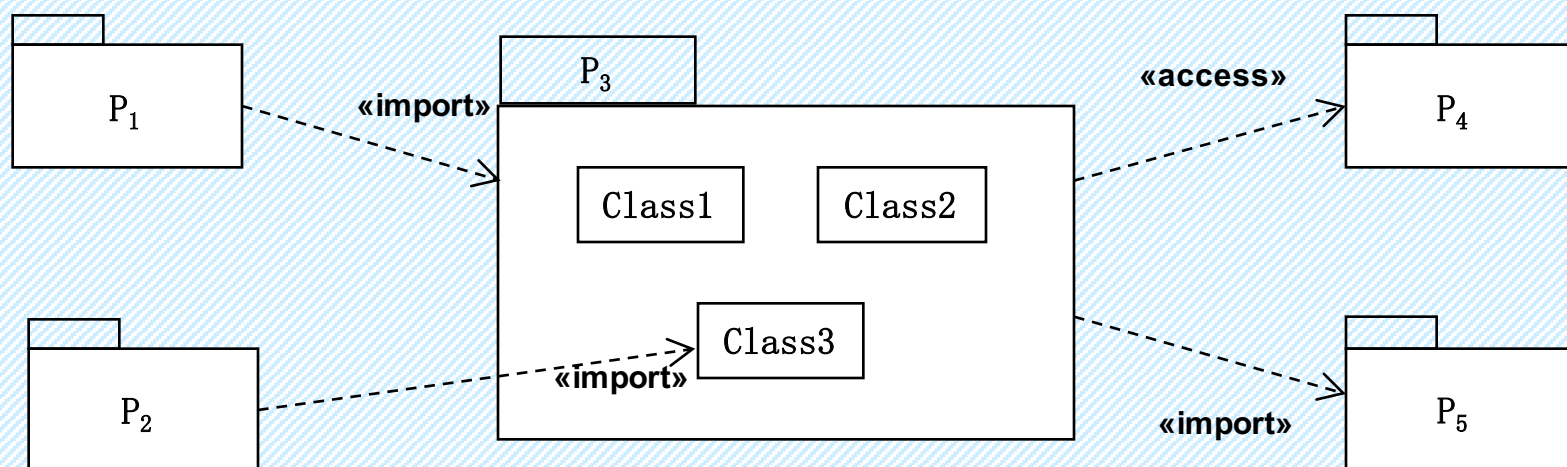 P₁
«import»
P₃
Class1
Class2
Class3
P₂
«import»
«access»
P₄
«import»
P₅